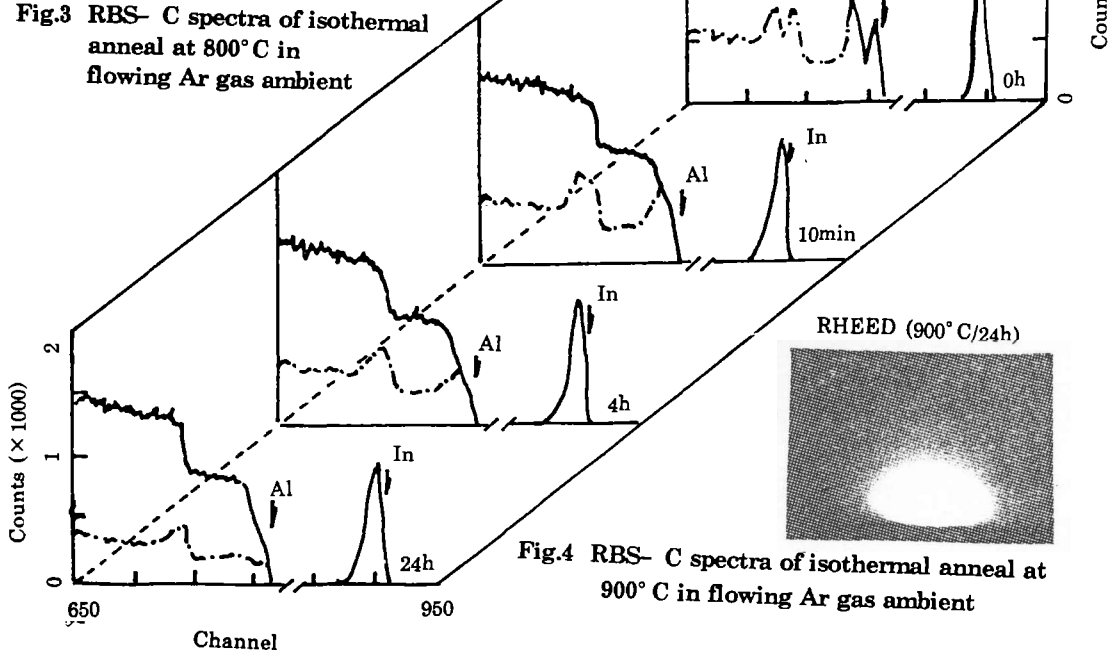 Fig.3 RBS– C spectra of isothermal
anneal at 800°C in
flowing Ar gas ambient
0h
0
In
Al
10min
In
Al
4h
RHEED (900°C/24h)
2
1
0
Counts (×1000)
In
Al
24h
650
950
Channel
Fig.4 RBS– C spectra of isothermal anneal at
900°C in flowing Ar gas ambient